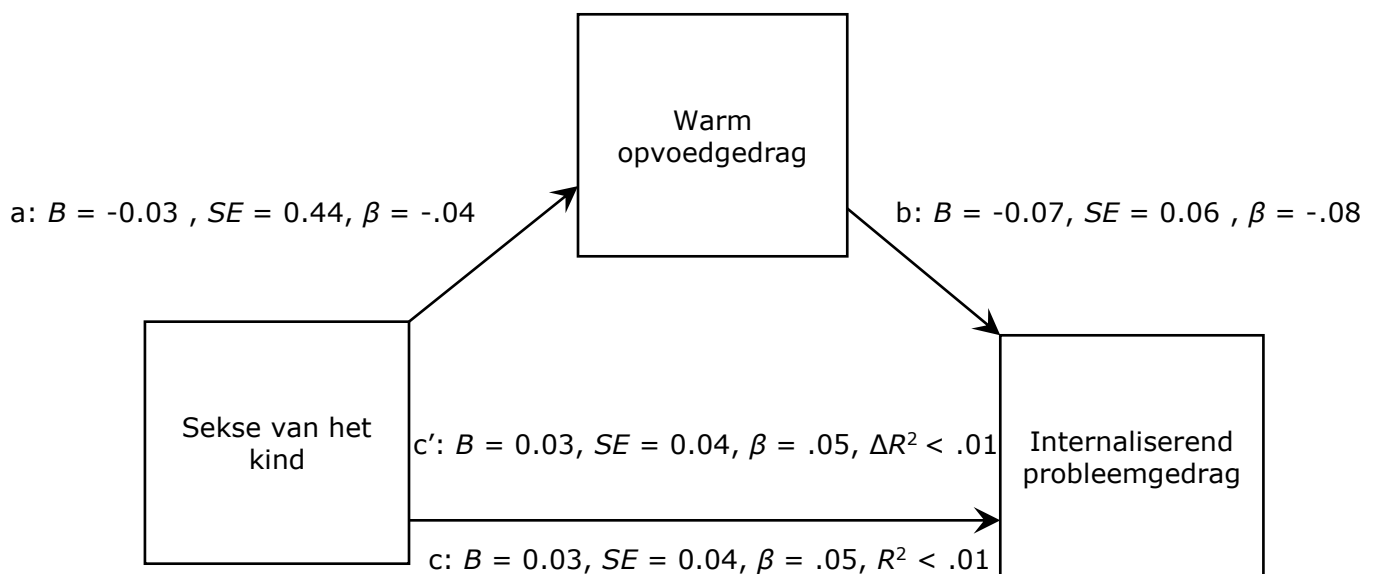 Warm
opvoedgedrag
a: B = -0.03 , SE = 0.44, β = -.04
b: B = -0.07, SE = 0.06 , β = -.08
Sekse van het
kind
c’: B = 0.03, SE = 0.04, β = .05, ΔR² < .01
Internaliserend
probleemgedrag
c: B = 0.03, SE = 0.04, β = .05, R² < .01